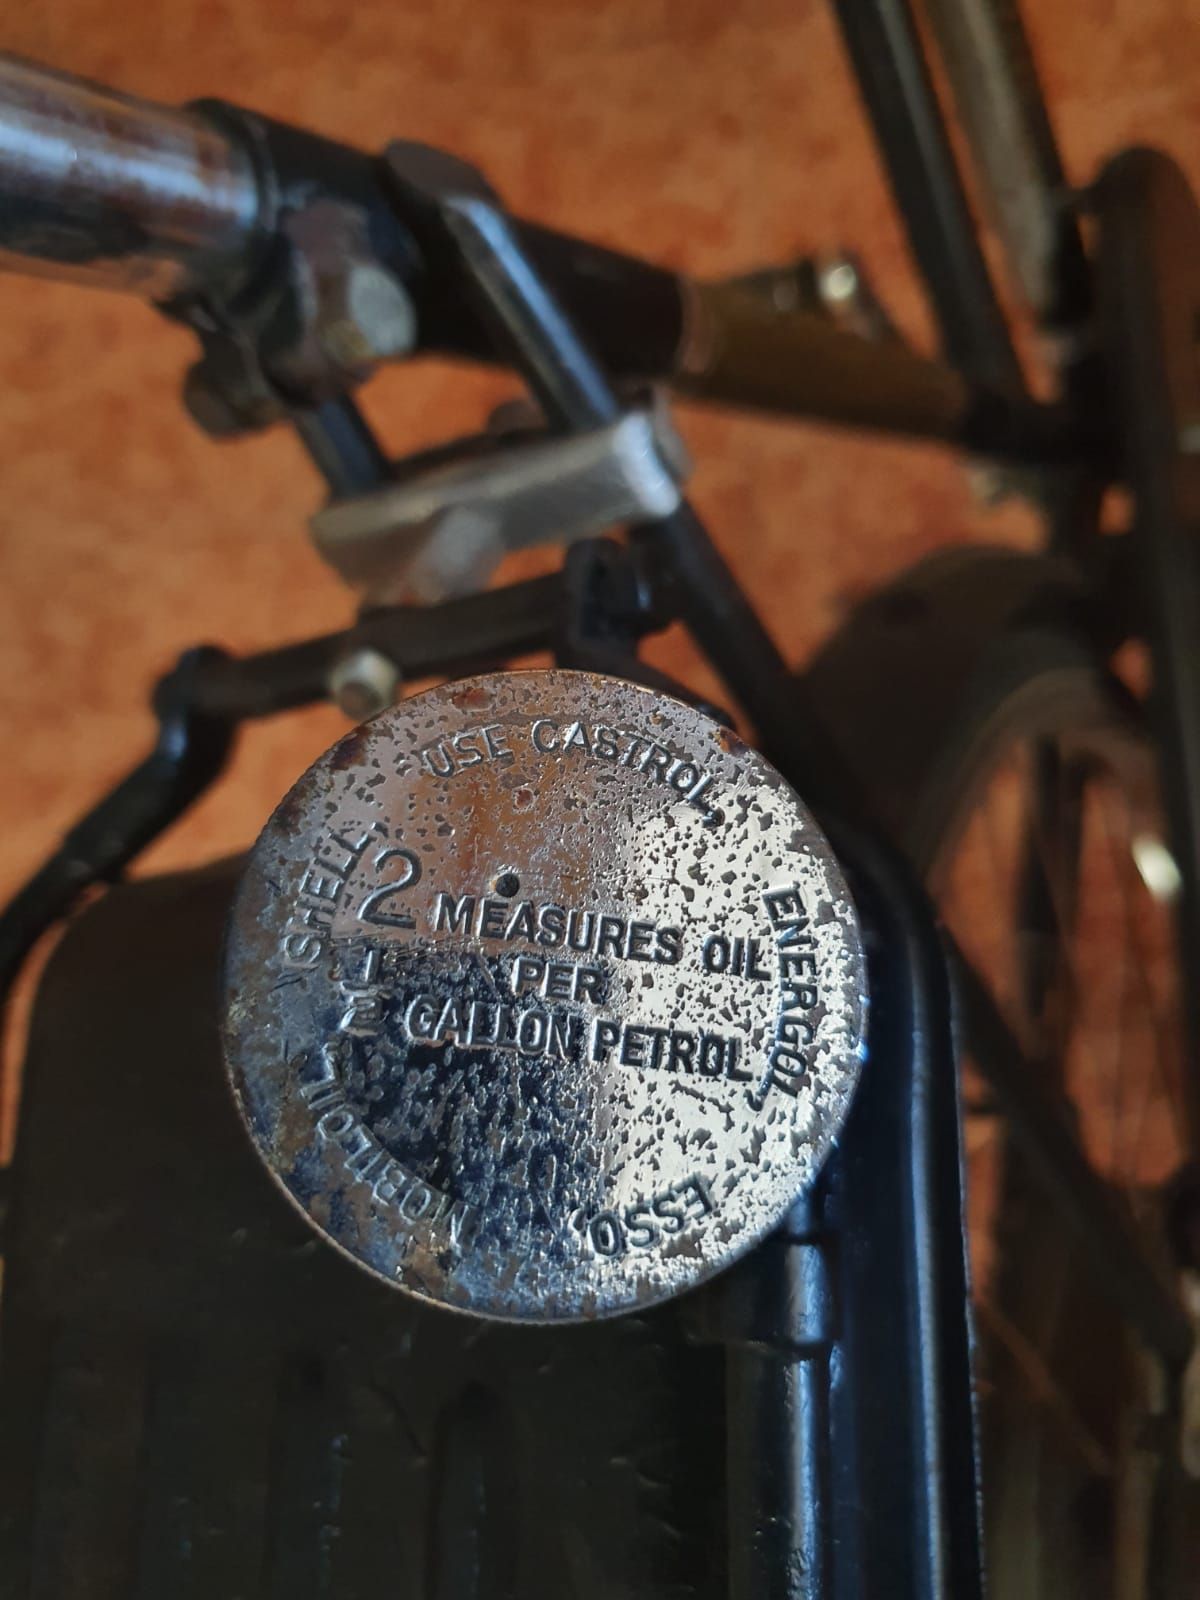 USE CASTROL,
ENERGOL,
ESSO,
MOBILOIL,
SHELL
2 MEASURES OIL
PER
GALLON PETROL